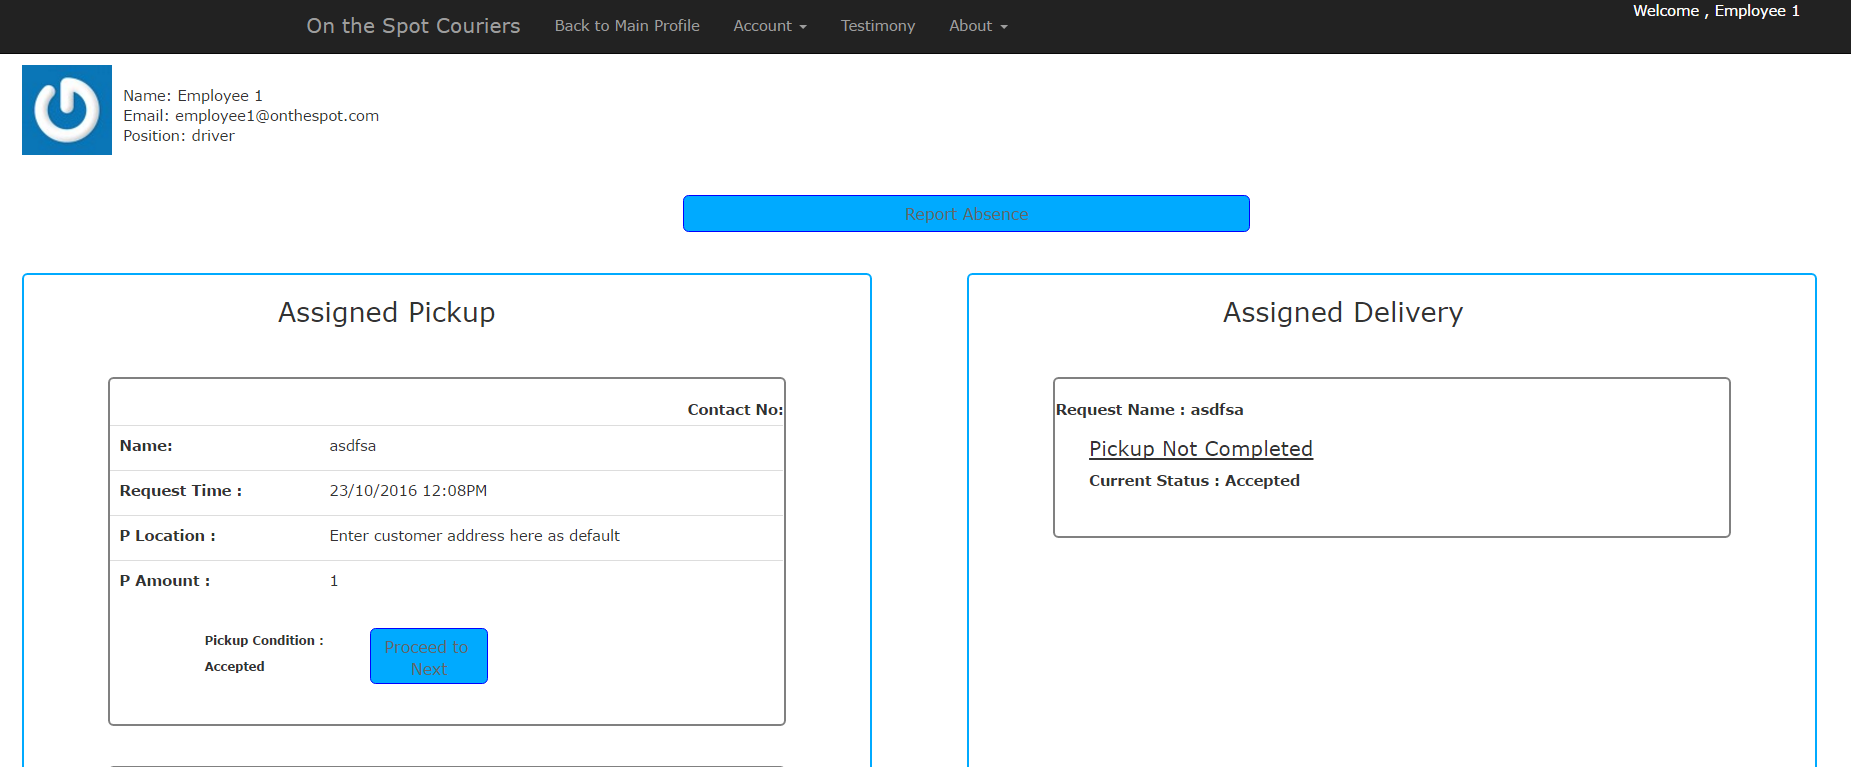 On the Spot Couriers Back to Main Profile Account Testimony About Welcome , Employee 1
Name: Employee 1
Email: employee1@onthespot.com
Position: driver
Report Absence
Assigned Pickup
Contact No:
Name: asdfsa
Request Time : 23/10/2016 12:08PM
P Location : Enter customer address here as default
P Amount : 1
Pickup Condition :
Accepted
Proceed to
Next
Assigned Delivery
Request Name : asdfsa
Pickup Not Completed
Current Status : Accepted